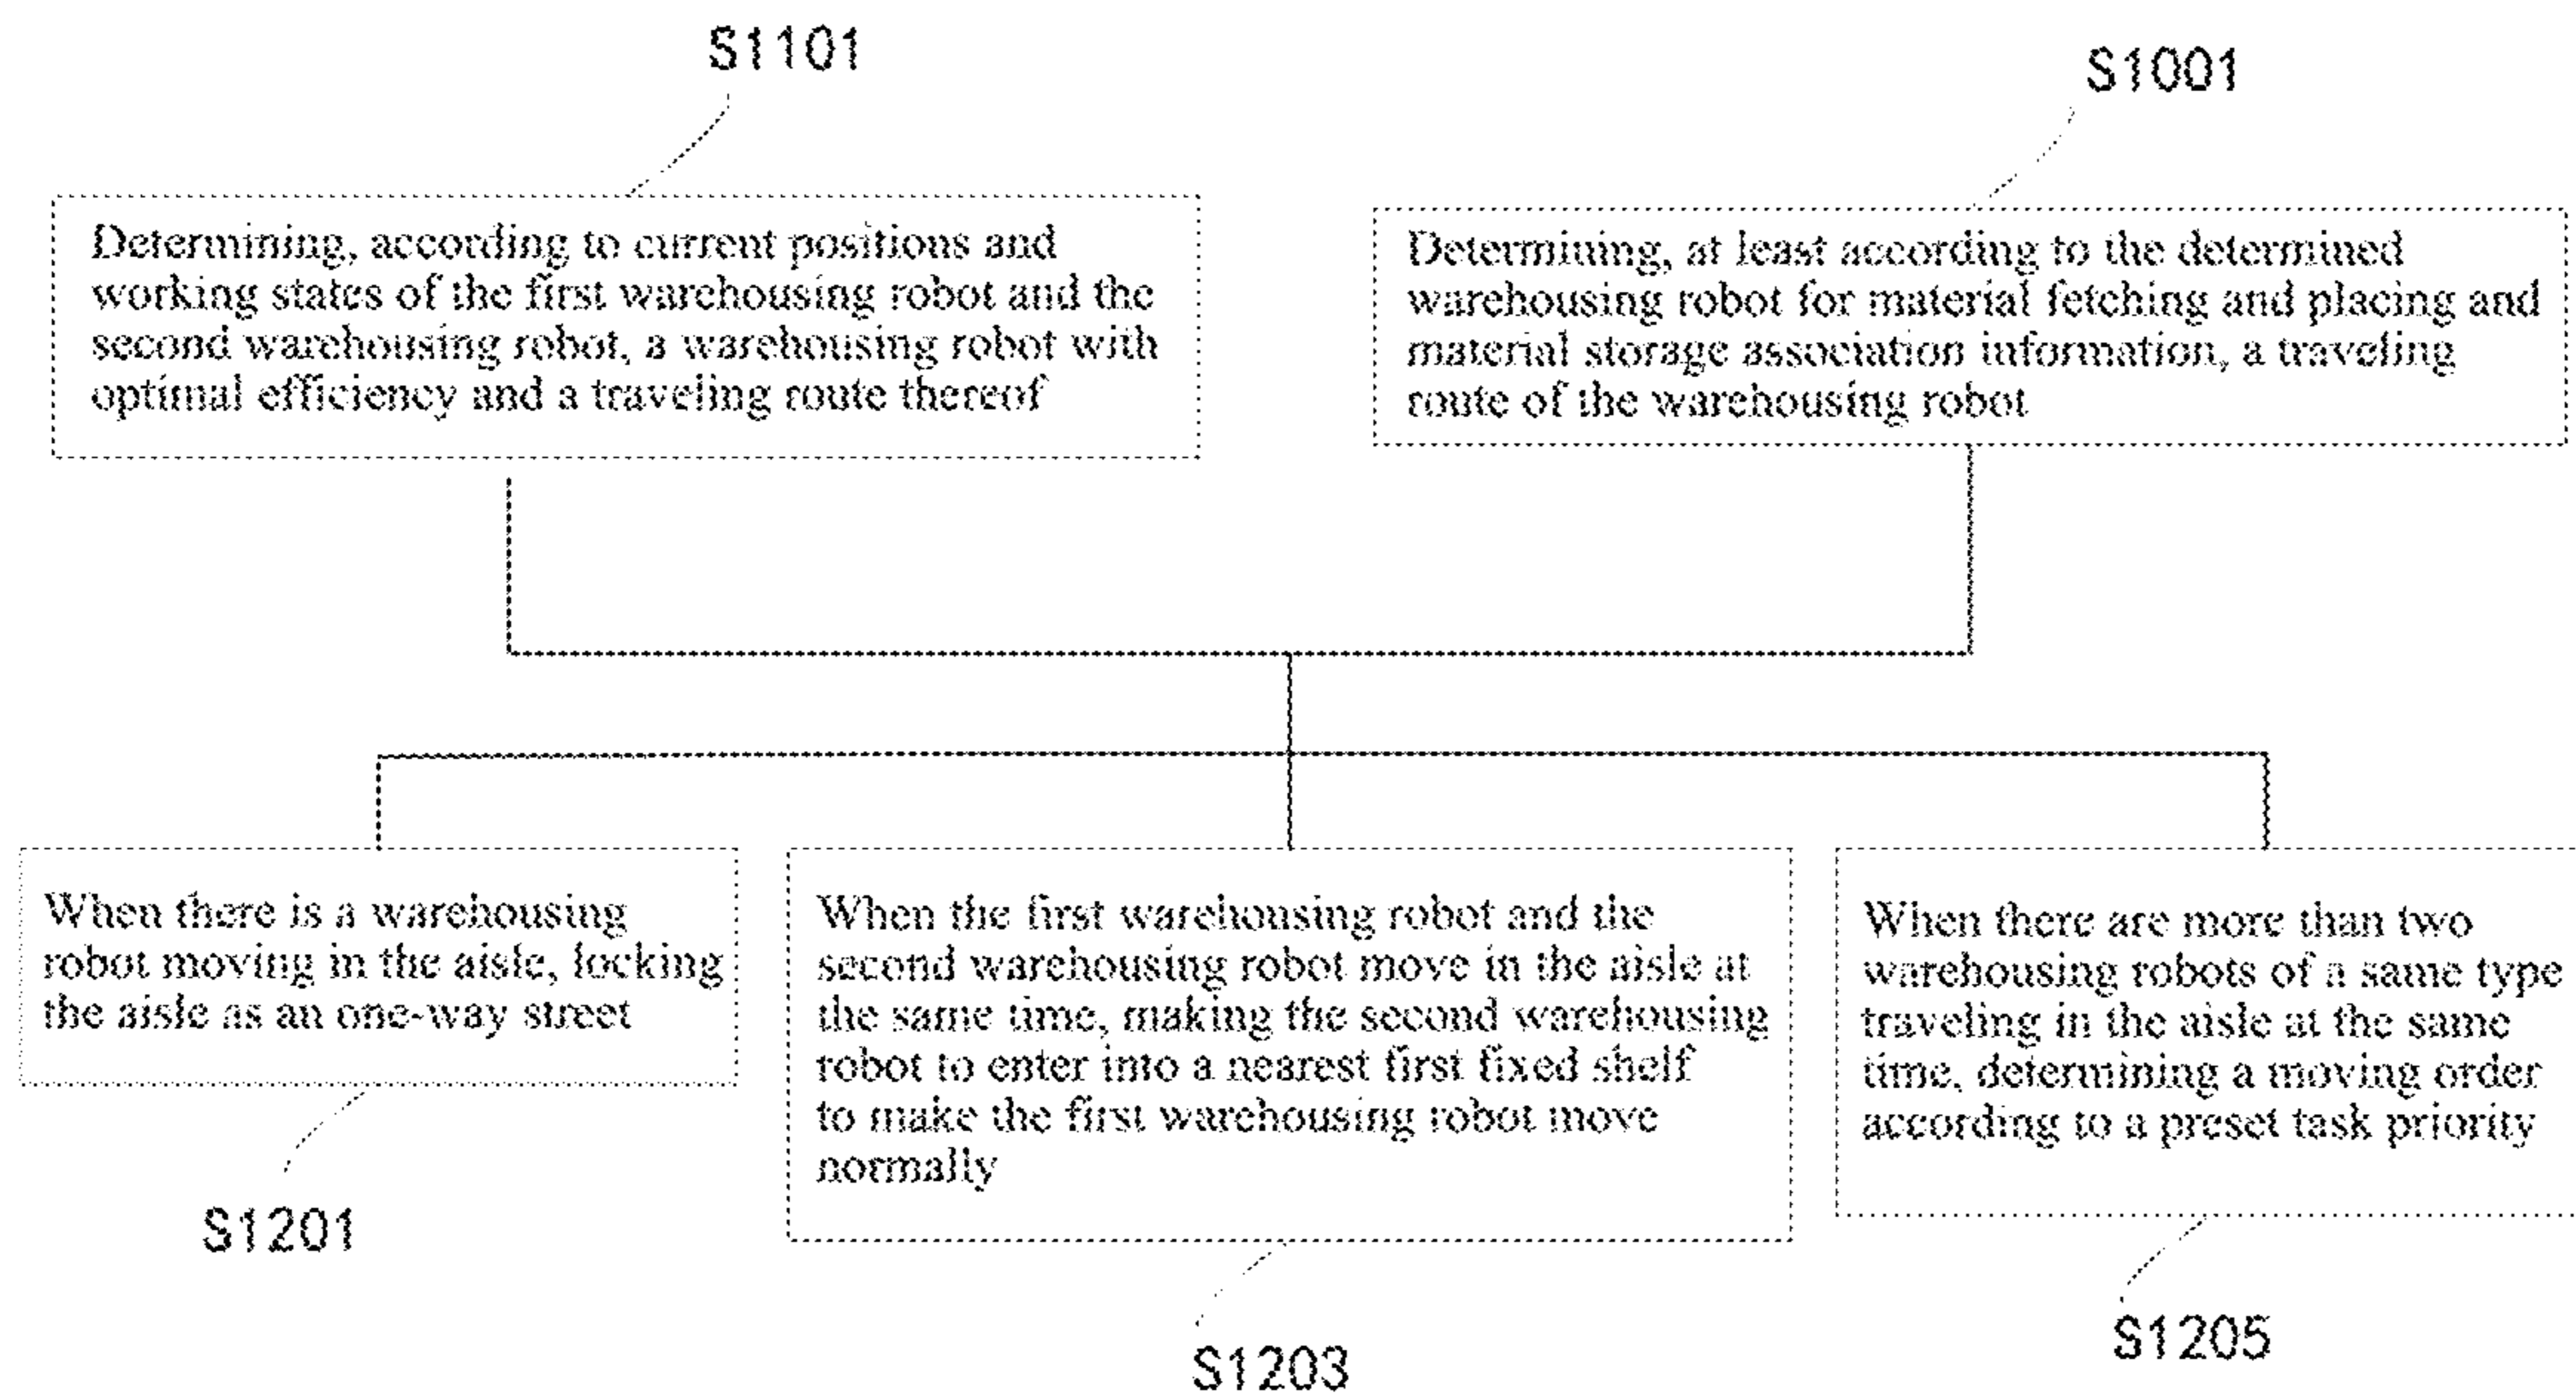 S1101
S1001
Determining, according to current positions and
working states of the first warehousing robot and the
second warehousing robot, a warehousing robot with
optimal efficiency and a traveling route thereof
Determining, at least according to the determined
warehousing robot for material fetching and placing and
material storage association information, a traveling
route of the warehousing robot
When there is a warehousing
robot moving in the aisle, locking
the aisle as an one-way street
When the first warehousing robot and the
second warehousing robot move in the aisle at
the same time, making the second warehousing
robot to enter into a nearest first fixed shelf
to make the first warehousing robot move
normally
When there are more than two
warehousing robots of a same type
traveling in the aisle at the same
time, determining a moving order
according to a preset task priority
S1201
S1203
S1205